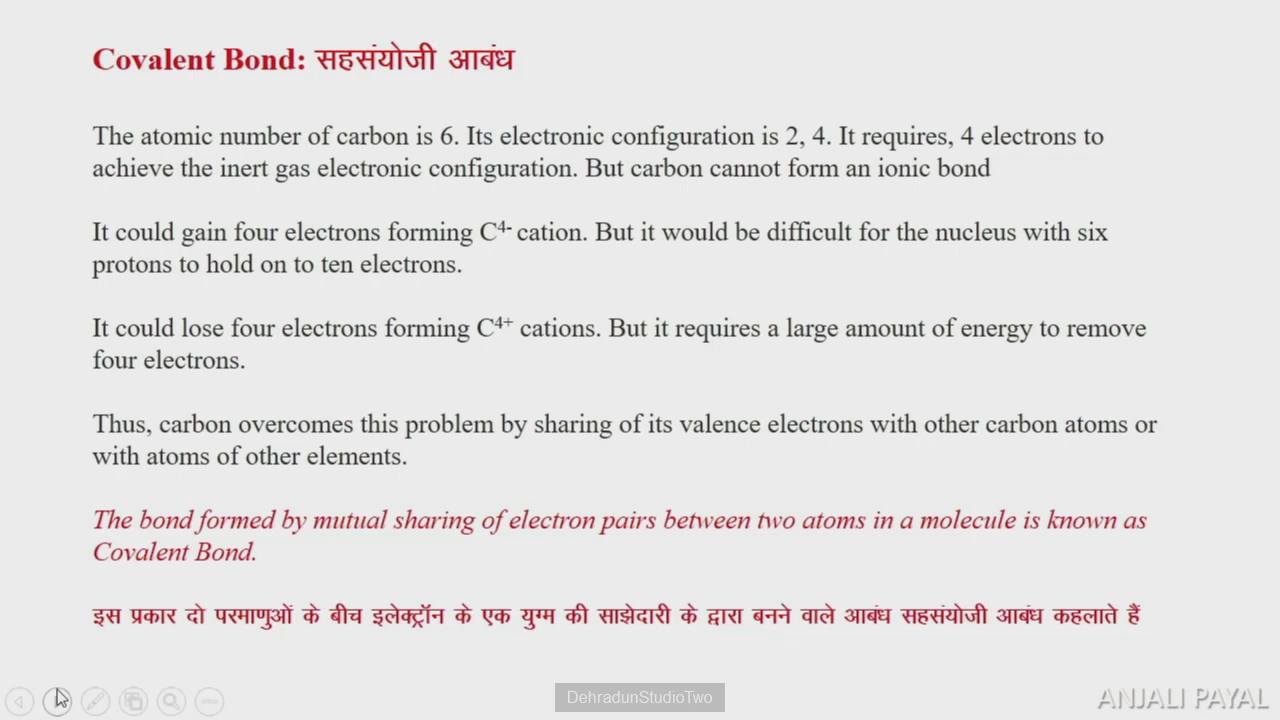 Covalent Bond: सहसंयोजी आबंध
The atomic number of carbon is 6. Its electronic configuration is 2, 4. It requires, 4 electrons to
achieve the inert gas electronic configuration. But carbon cannot form an ionic bond
It could gain four electrons forming C⁴⁻ cation. But it would be difficult for the nucleus with six
protons to hold on to ten electrons.
It could lose four electrons forming C⁴⁺ cations. But it requires a large amount of energy to remove
four electrons.
Thus, carbon overcomes this problem by sharing of its valence electrons with other carbon atoms or
with atoms of other elements.
The bond formed by mutual sharing of electron pairs between two atoms in a molecule is known as
Covalent Bond.
इस प्रकार दो परमाणुओं के बीच इलेक्ट्रॉन के एक युग्म की साझेदारी के द्वारा बनने वाले आबंध सहसंयोजी आबंध कहलाते हैं
DehradunStudioTwo
ANJALI PAYAL